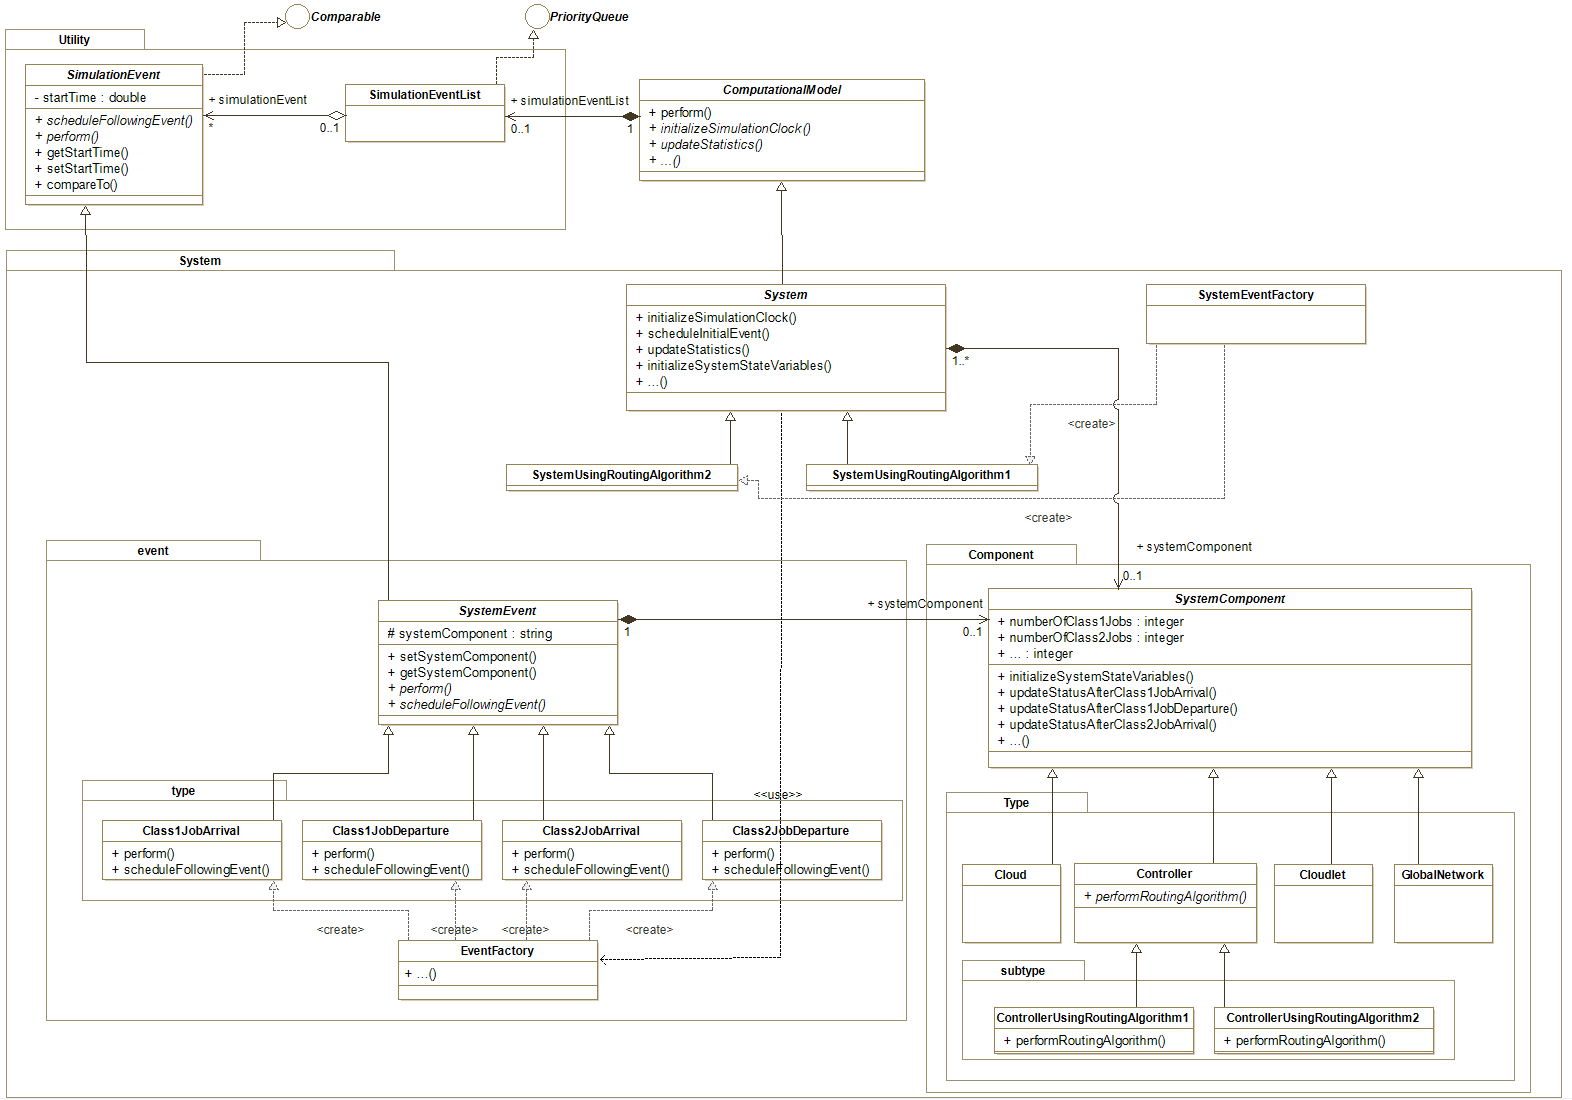 Comparable
PriorityQueue
Utility
SimulationEvent
- startTime : double
+ scheduleFollowingEvent()
+ perform()
+ getStartTime()
+ setStartTime()
+ compareTo()
+ simulationEvent
*
0..1
SimulationEventList
+ simulationEventList
0..1
1
ComputationalModel
+ perform()
+ initializeSimulationClock()
+ updateStatistics()
+ ...()
System
System
+ initializeSimulationClock()
+ scheduleInitialEvent()
+ updateStatistics()
+ initializeSystemStateVariables()
+ ...()
1..*
SystemEventFactory
<create>
SystemUsingRoutingAlgorithm2
SystemUsingRoutingAlgorithm1
<create>
+ systemComponent
0..1
event
SystemEvent
# systemComponent : string
+ setSystemComponent()
+ getSystemComponent()
+ perform()
+ scheduleFollowingEvent()
1
+ systemComponent
0..1
Component
SystemComponent
+ numberOfClass1Jobs : integer
+ numberOfClass2Jobs : integer
+ ... : integer
+ initializeSystemStateVariables()
+ updateStatusAfterClass1JobArrival()
+ updateStatusAfterClass1JobDeparture()
+ updateStatusAfterClass2JobArrival()
+ ...()
type
<<use>>
Class1JobArrival
+ perform()
+ scheduleFollowingEvent()
Class1JobDeparture
+ perform()
+ scheduleFollowingEvent()
Class2JobArrival
+ perform()
+ scheduleFollowingEvent()
Class2JobDeparture
+ perform()
+ scheduleFollowingEvent()
<create>
<create>
<create>
<create>
EventFactory
+ ...()
Type
Cloud
Controller
+ performRoutingAlgorithm()
Cloudlet
GlobalNetwork
subtype
ControllerUsingRoutingAlgorithm1
+ performRoutingAlgorithm()
ControllerUsingRoutingAlgorithm2
+ performRoutingAlgorithm()